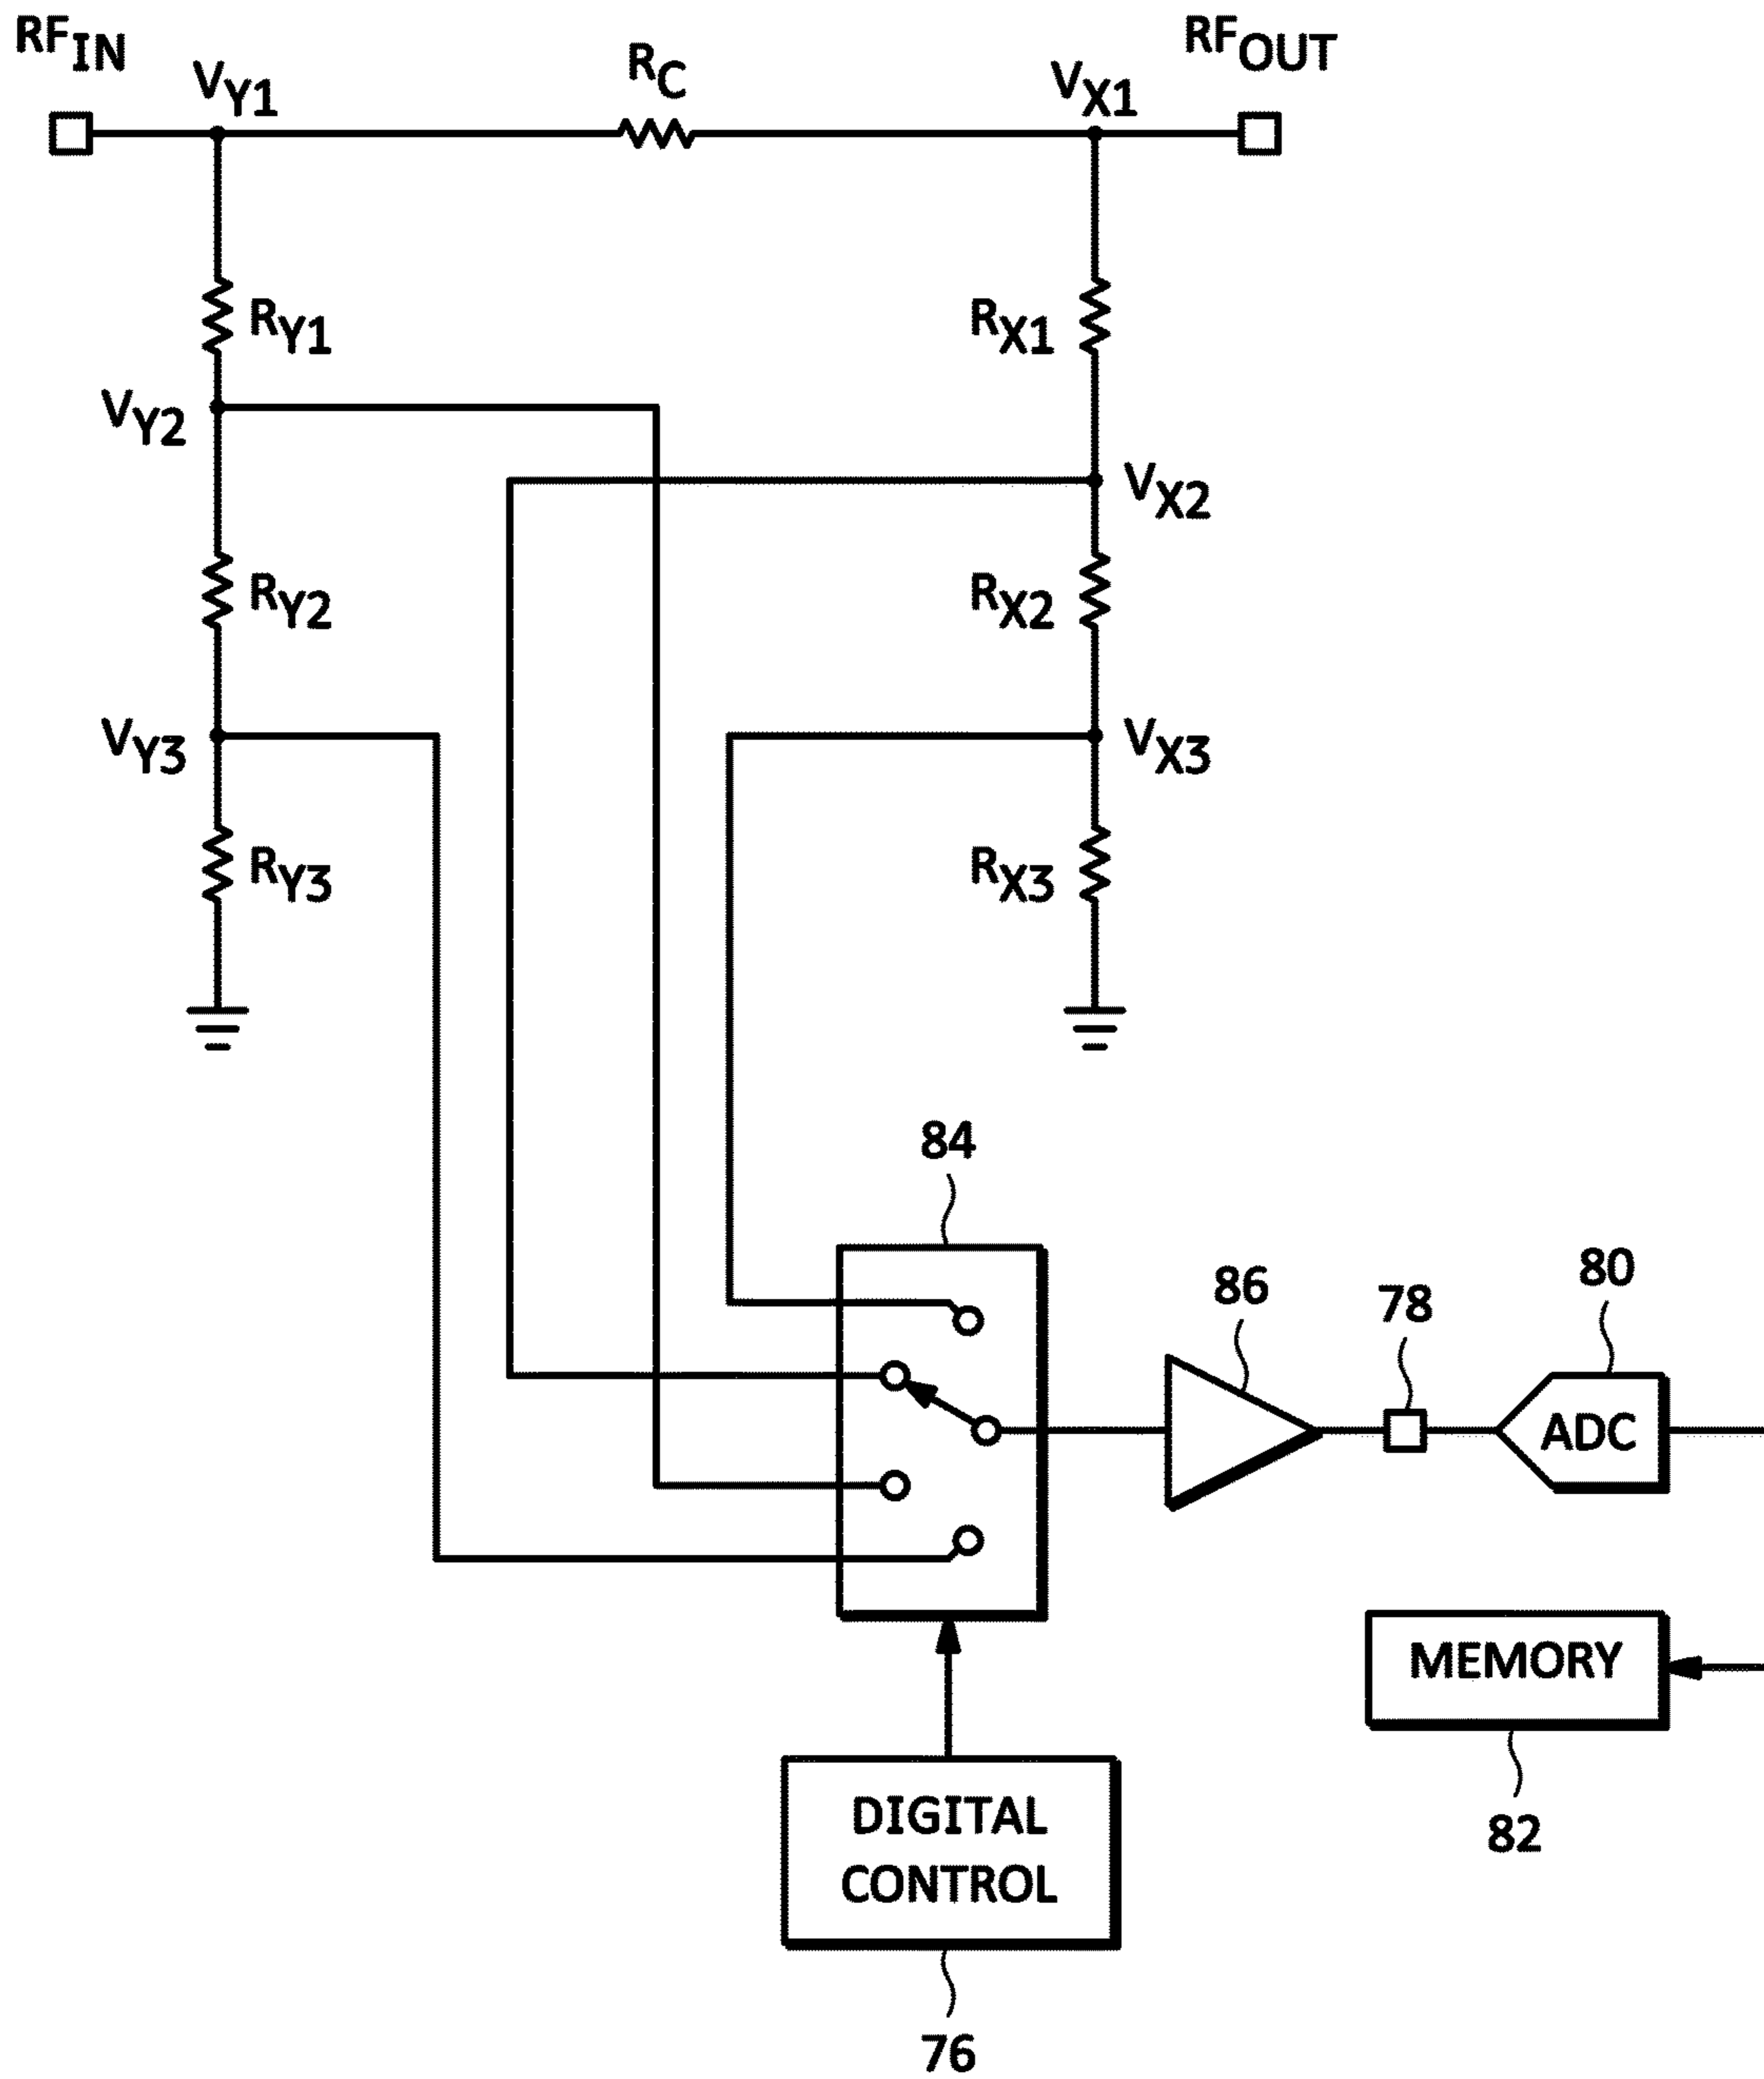 RFIN
VY1
RC
VX1
RFOUT
RY1
RX1
VY2
VX2
RY2
RX2
VY3
VX3
RY3
RX3
84
86
78
80
ADC
MEMORY
82
DIGITAL
CONTROL
76